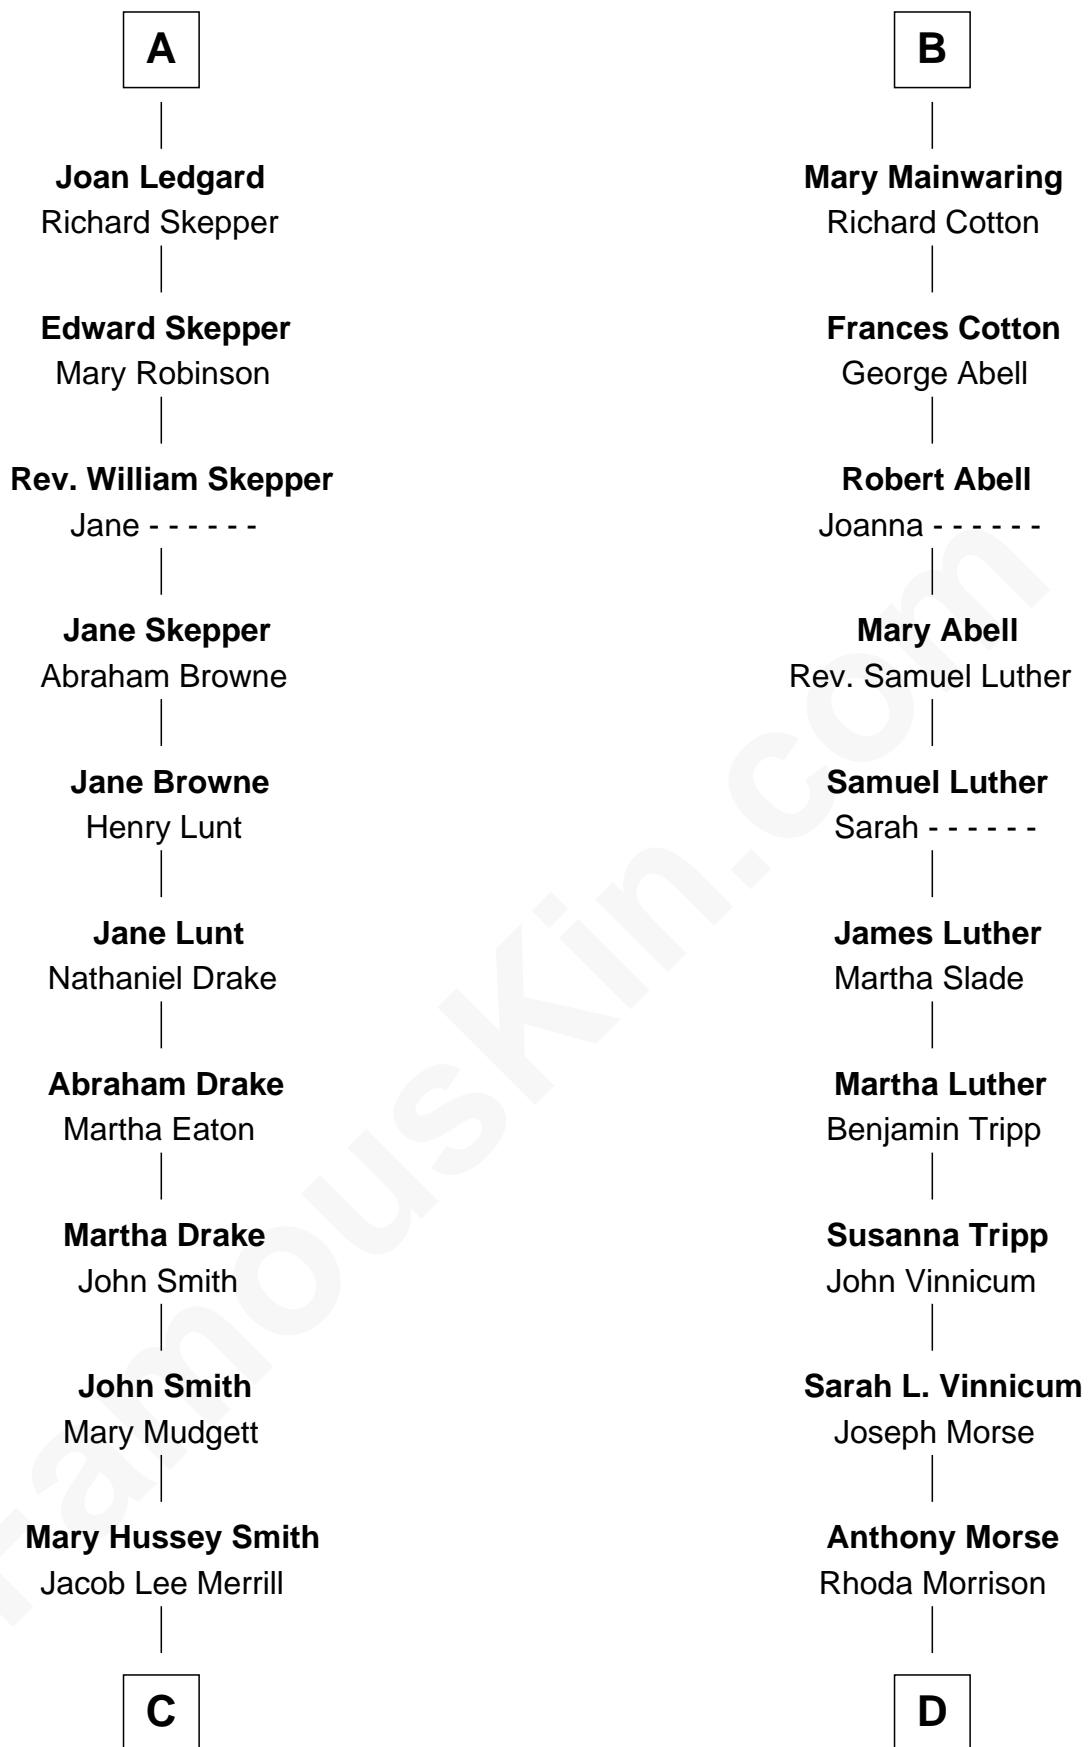 A
Joan Ledgard
Richard Skepper
Edward Skepper
Mary Robinson
Rev. William Skepper
Jane - - - - - -
Jane Skepper
Abraham Browne
Jane Browne
Henry Lunt
Jane Lunt
Nathaniel Drake
Abraham Drake
Martha Eaton
Martha Drake
John Smith
John Smith
Mary Mudgett
Mary Hussey Smith
Jacob Lee Merrill
C
B
Mary Mainwaring
Richard Cotton
Frances Cotton
George Abell
Robert Abell
Joanna - - - - - -
Mary Abell
Rev. Samuel Luther
Samuel Luther
Sarah - - - - - -
James Luther
Martha Slade
Martha Luther
Benjamin Tripp
Susanna Tripp
John Vinnicum
Sarah L. Vinnicum
Joseph Morse
Anthony Morse
Rhoda Morrison
D
FamousKin.com